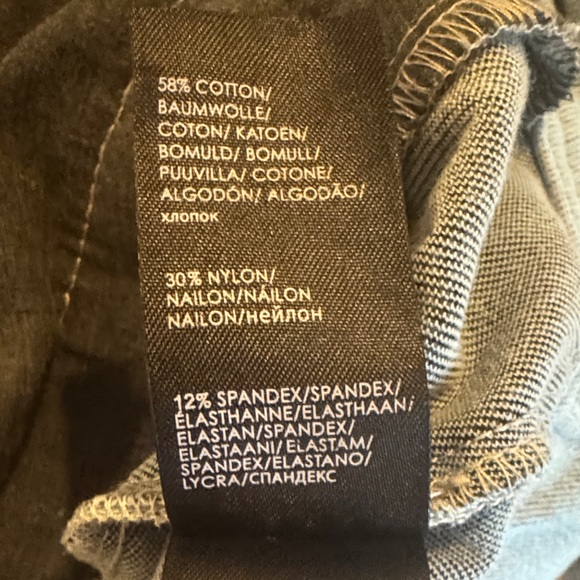 58% COTTON/
BAUMWOLLE/
COTON/ KATOEN/
BOMULD/ BOMULL/
PUUVILLA/ COTONE/
ALGODÓN/ ALGODÃO/
хлопок
30% NYLON/
NAILON/NÁILON
NAILON/нейлон
12% SPANDEX/SPANDEX/
ÉLASTHANNE/ELASTHAAN/
ELASTAN/SPANDEX/
ELASTAANI/ ELASTAM/
SPANDEX/ELASTANO/
LYCRA/СПАНДЕКС